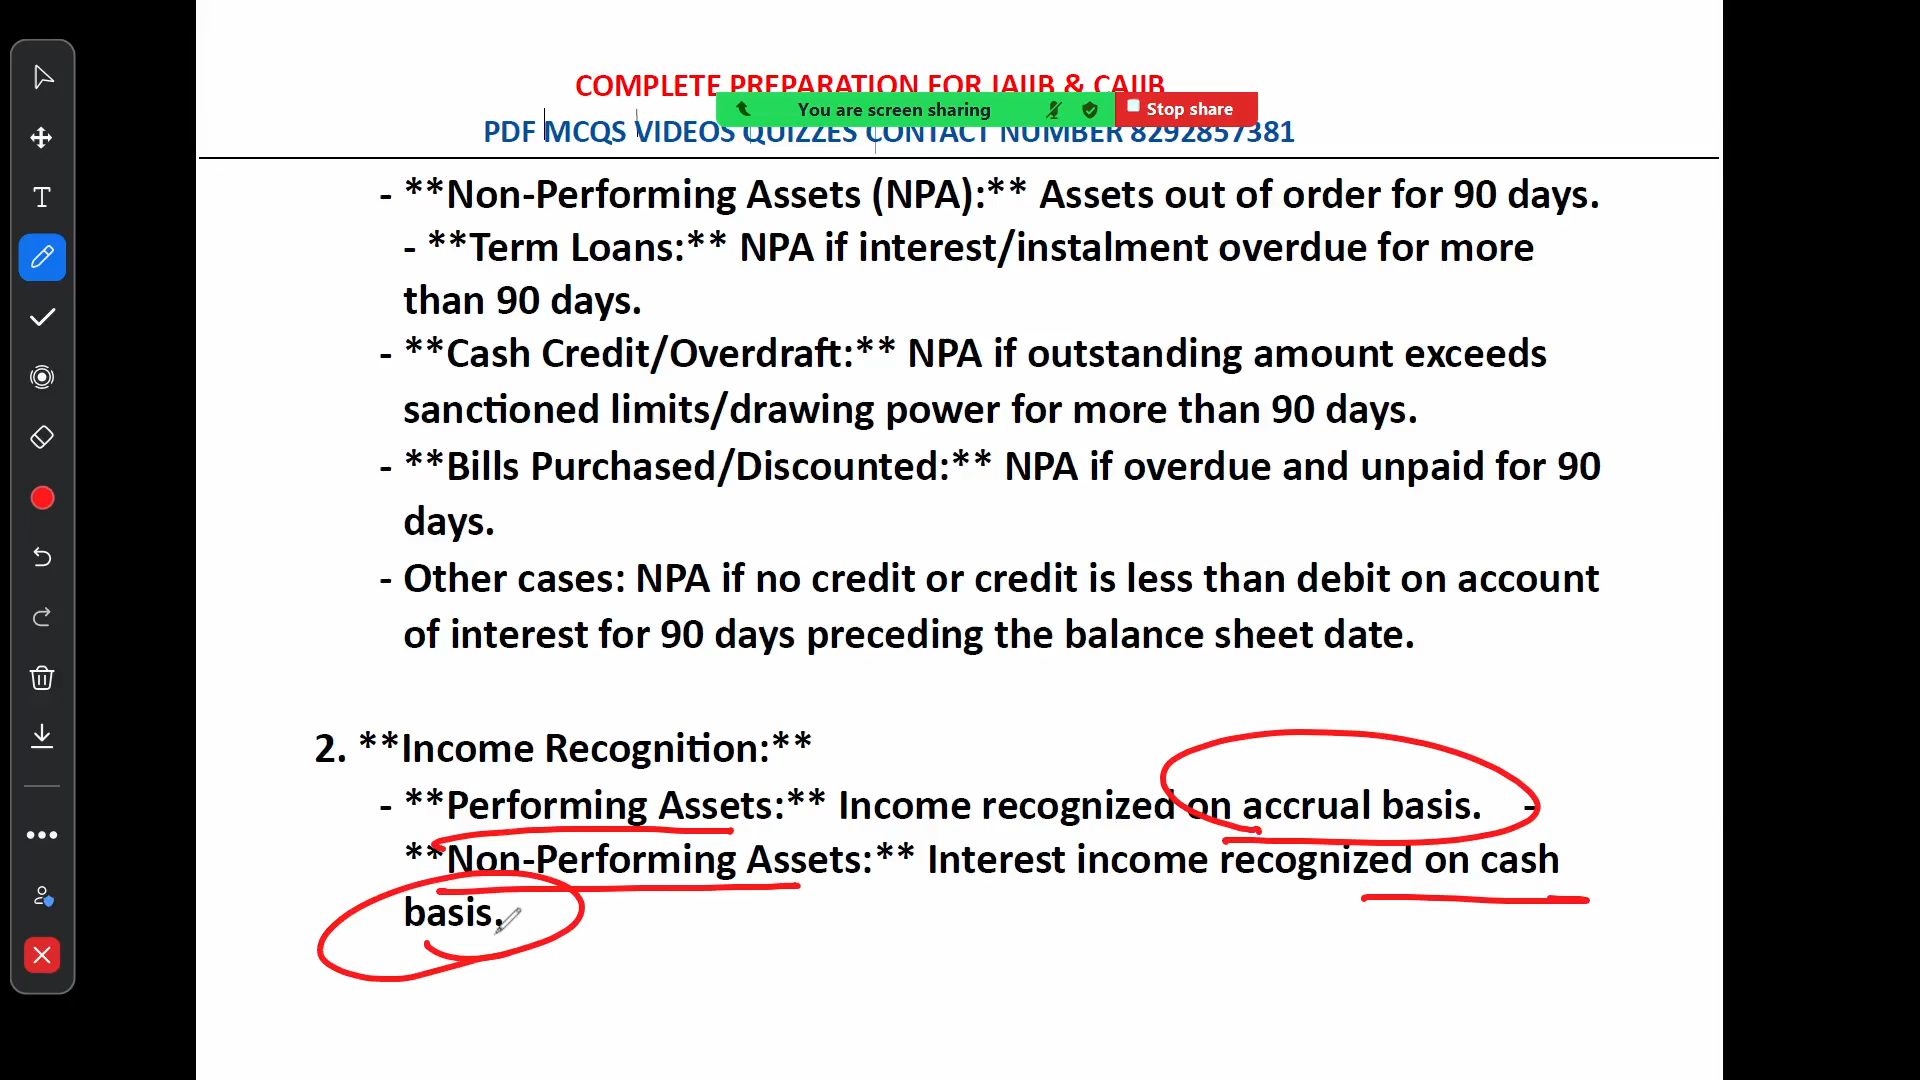 COMPLETE PREPARATION FOR JAIIB & CAIIB
You are screen sharing
Stop share
PDF MCQS VIDEOS QUIZZES CONTACT NUMBER 8292857381
- **Non-Performing Assets (NPA):** Assets out of order for 90 days.
- **Term Loans:** NPA if interest/instalment overdue for more
than 90 days.
- **Cash Credit/Overdraft:** NPA if outstanding amount exceeds
sanctioned limits/drawing power for more than 90 days.
- **Bills Purchased/Discounted:** NPA if overdue and unpaid for 90
days.
- Other cases: NPA if no credit or credit is less than debit on account
of interest for 90 days preceding the balance sheet date.
2. **Income Recognition:**
- **Performing Assets:** Income recognized on accrual basis. -
**Non-Performing Assets:** Interest income recognized on cash
basis.